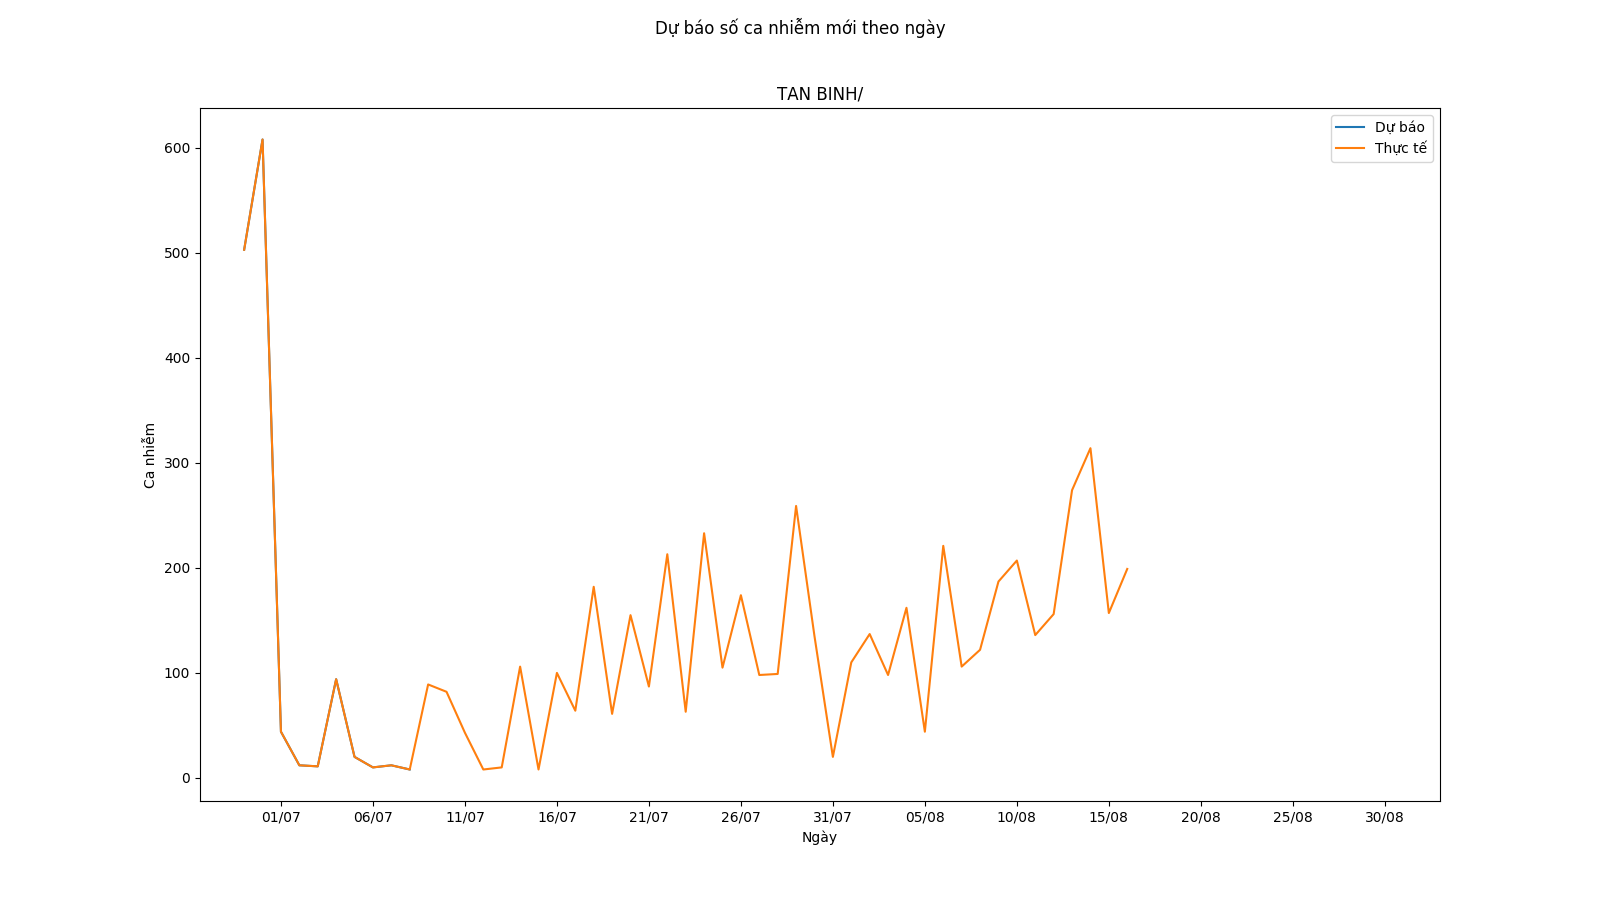 Dự báo số ca nhiễm mới theo ngày
TAN BINH/
Dự báo
Thực tế
600
500
400
300
200
100
0
Ca nhiễm
01/07 06/07 11/07 16/07 21/07 26/07 31/07 05/08 10/08 15/08 20/08 25/08 30/08
Ngày